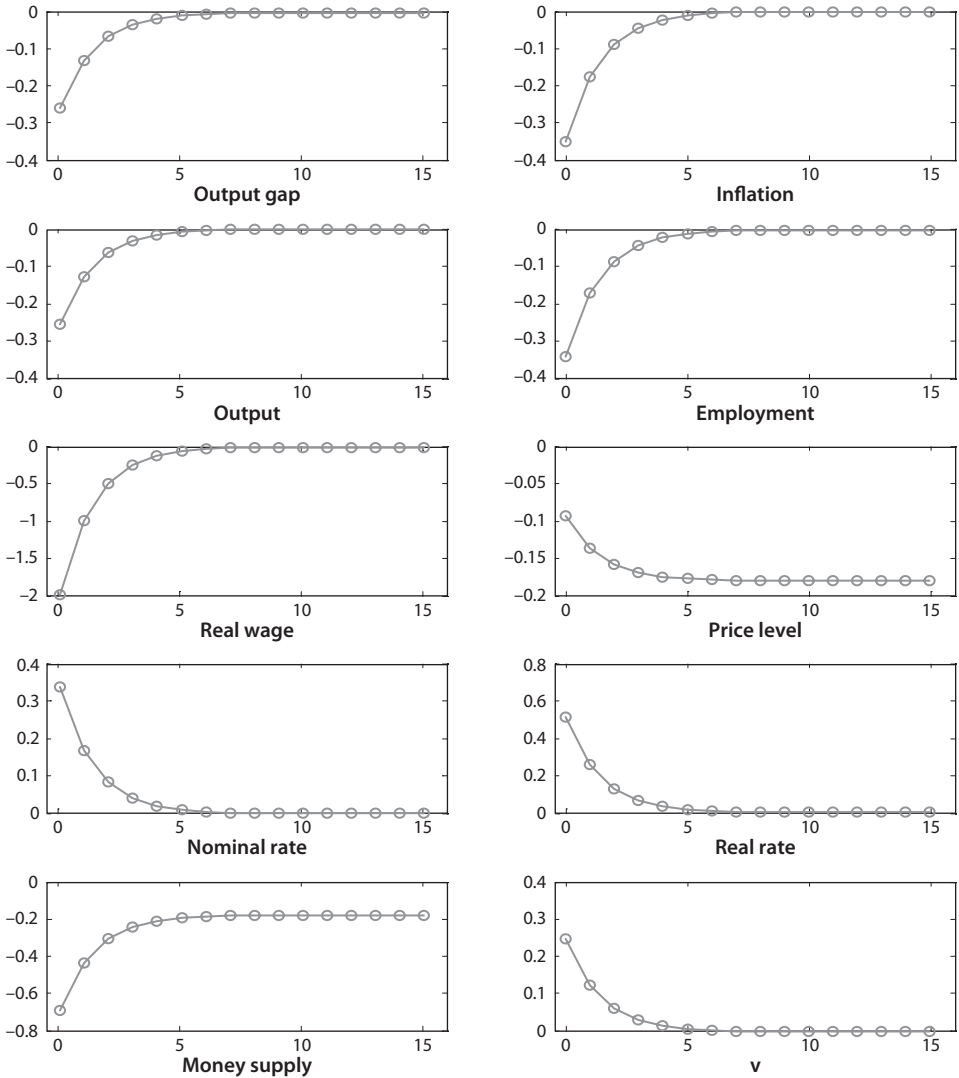 0
−0.1
−0.2
−0.3
−0.4
0 5 10 15
Output gap
0
−0.1
−0.2
−0.3
−0.4
0 5 10 15
Inflation
0
−0.1
−0.2
−0.3
−0.4
0 5 10 15
Output
0
−0.1
−0.2
−0.3
−0.4
0 5 10 15
Employment
0
−0.5
−1
−1.5
−2
0 5 10 15
Real wage
0
−0.05
−0.1
−0.15
−0.2
0 5 10 15
Price level
0.4
0.3
0.2
0.1
0
0 5 10 15
Nominal rate
0.8
0.6
0.4
0.2
0
0 5 10 15
Real rate
0
−0.2
−0.4
−0.6
−0.8
0 5 10 15
Money supply
0.4
0.3
0.2
0.1
0
0 5 10 15
v